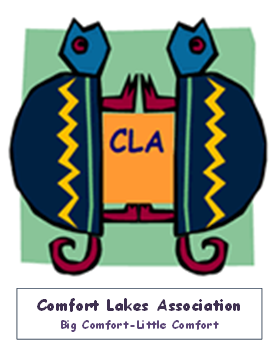 CLA
Comfort Lakes Association
Big Comfort-Little Comfort